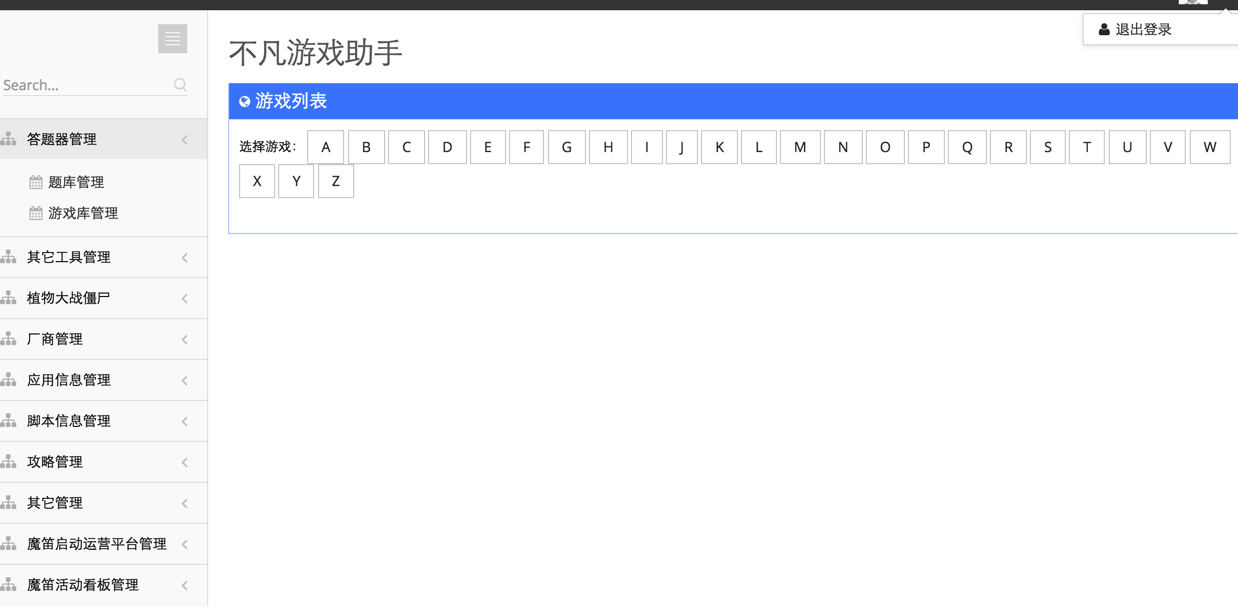 退出登录
不凡游戏助手
Search...
游戏列表
答题器管理
选择游戏: A B C D E F G H I J K L M N O P Q R S T U V W
X Y Z
题库管理
游戏库管理
其它工具管理
植物大战僵尸
厂商管理
应用信息管理
脚本信息管理
攻略管理
其它管理
魔笛启动运营平台管理
魔笛活动看板管理